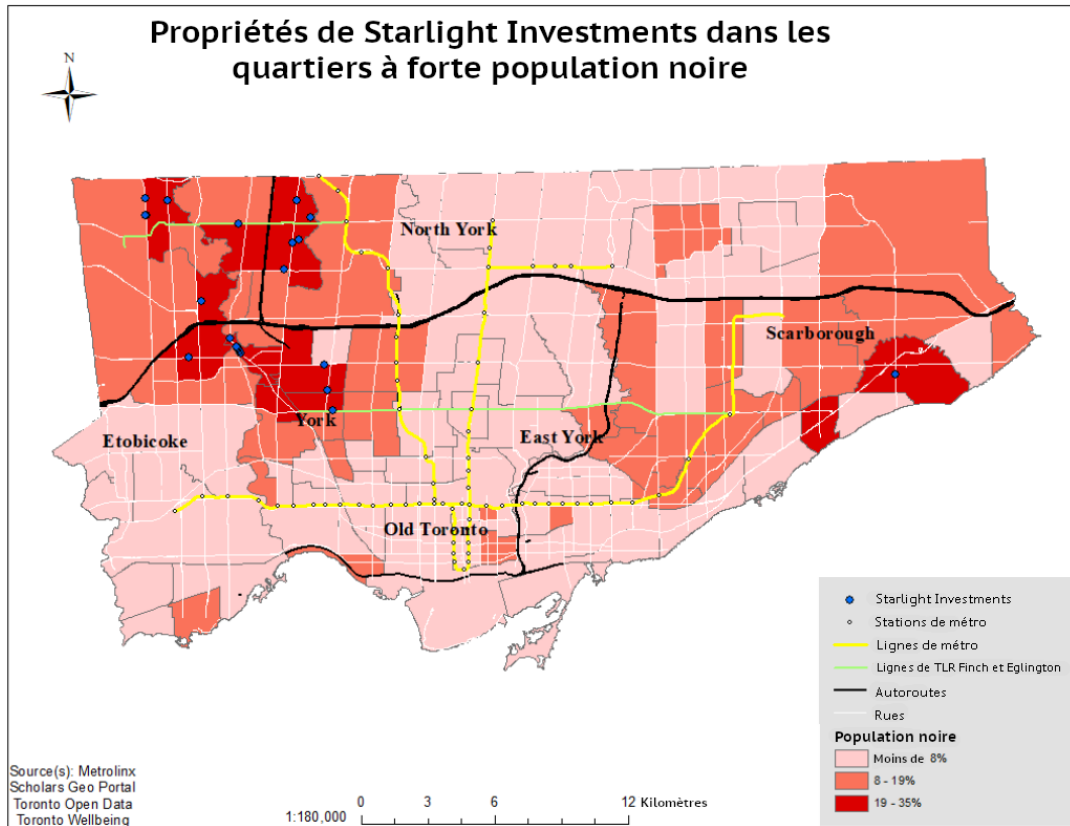 Propriétés de Starlight Investments dans les
quartiers à forte population noire
N
North York
Scarborough
York
Etobicoke
East York
Old Toronto
Starlight Investments
Stations de métro
Lignes de métro
Lignes de TLR Finch et Eglington
Autoroutes
Rues
Population noire
Moins de 8%
8 - 19%
19 - 35%
Source(s): Metrolinx
Scholars Geo Portal
Toronto Open Data
Toronto Wellbeing
1:180,000
0 3 6 12 Kilomètres